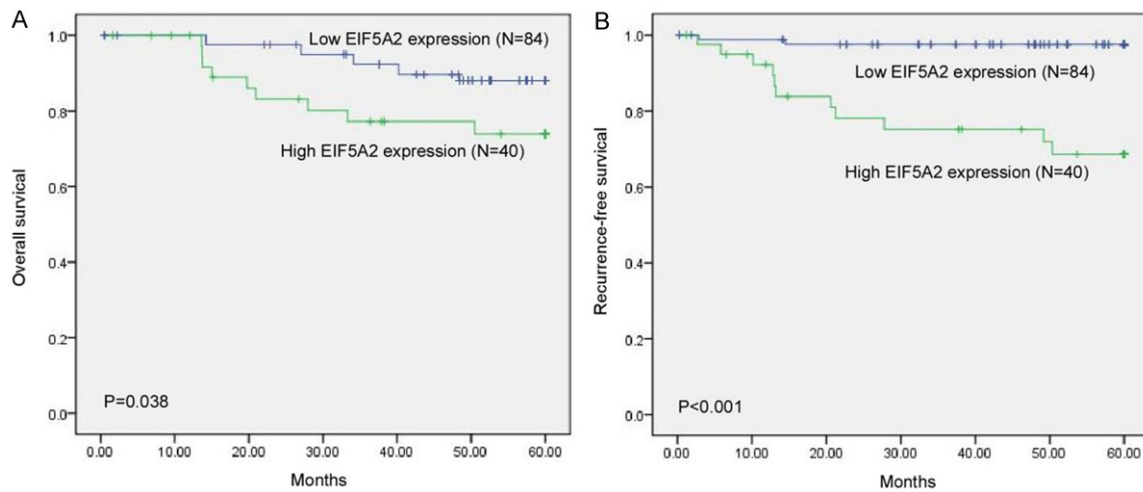 A
Overall survical
1.0
0.8
0.6
0.4
0.2
0.0
Low EIF5A2 expression (N=84)
High EIF5A2 expression (N=40)
P=0.038
0.00 10.00 20.00 30.00 40.00 50.00 60.00
Months
B
Recurrence-free survical
1.0
0.8
0.6
0.4
0.2
0.0
Low EIF5A2 expression (N=84)
High EIF5A2 expression (N=40)
P<0.001
0.00 10.00 20.00 30.00 40.00 50.00 60.00
Months